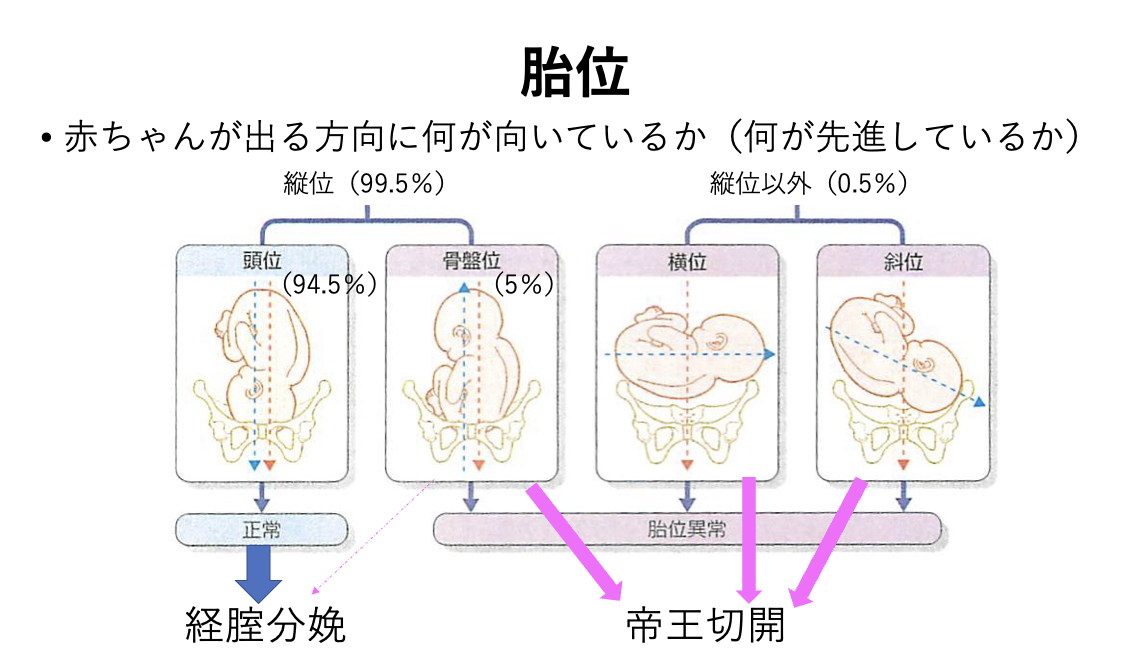 胎位
• 赤ちゃんが出る方向に何が向いているか（何が先進しているか）
縦位（99.5％）
縦位以外（0.5％）
頭位
（94.5％）
骨盤位
（5％）
横位
斜位
正常
胎位異常
経腟分娩
帝王切開